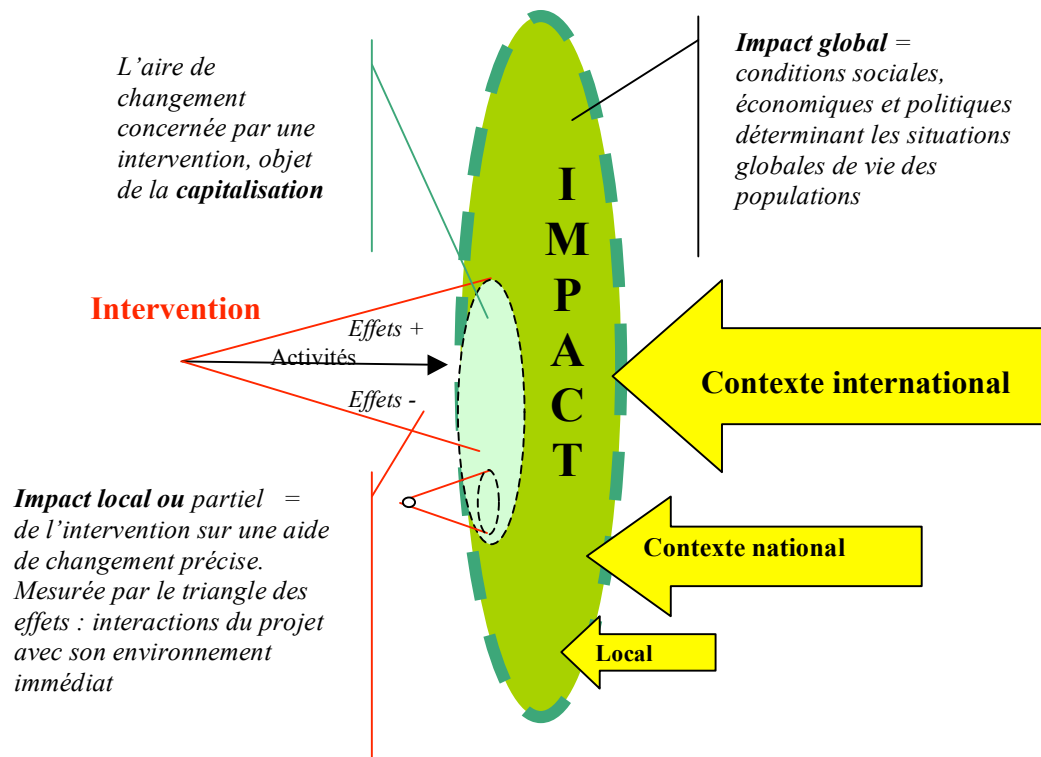 L'aire de
changement
concernée par une
intervention, objet
de la capitalisation
Impact global =
conditions sociales,
économiques et politiques
déterminant les situations
globales de vie des
populations
I
M
P
A
C
T
Intervention
Effets +
Activités
Effets -
Contexte international
Impact local ou partiel =
de l'intervention sur une aide
de changement précise.
Mesurée par le triangle des
effets : interactions du projet
avec son environnement
immédiat
Contexte national
Local